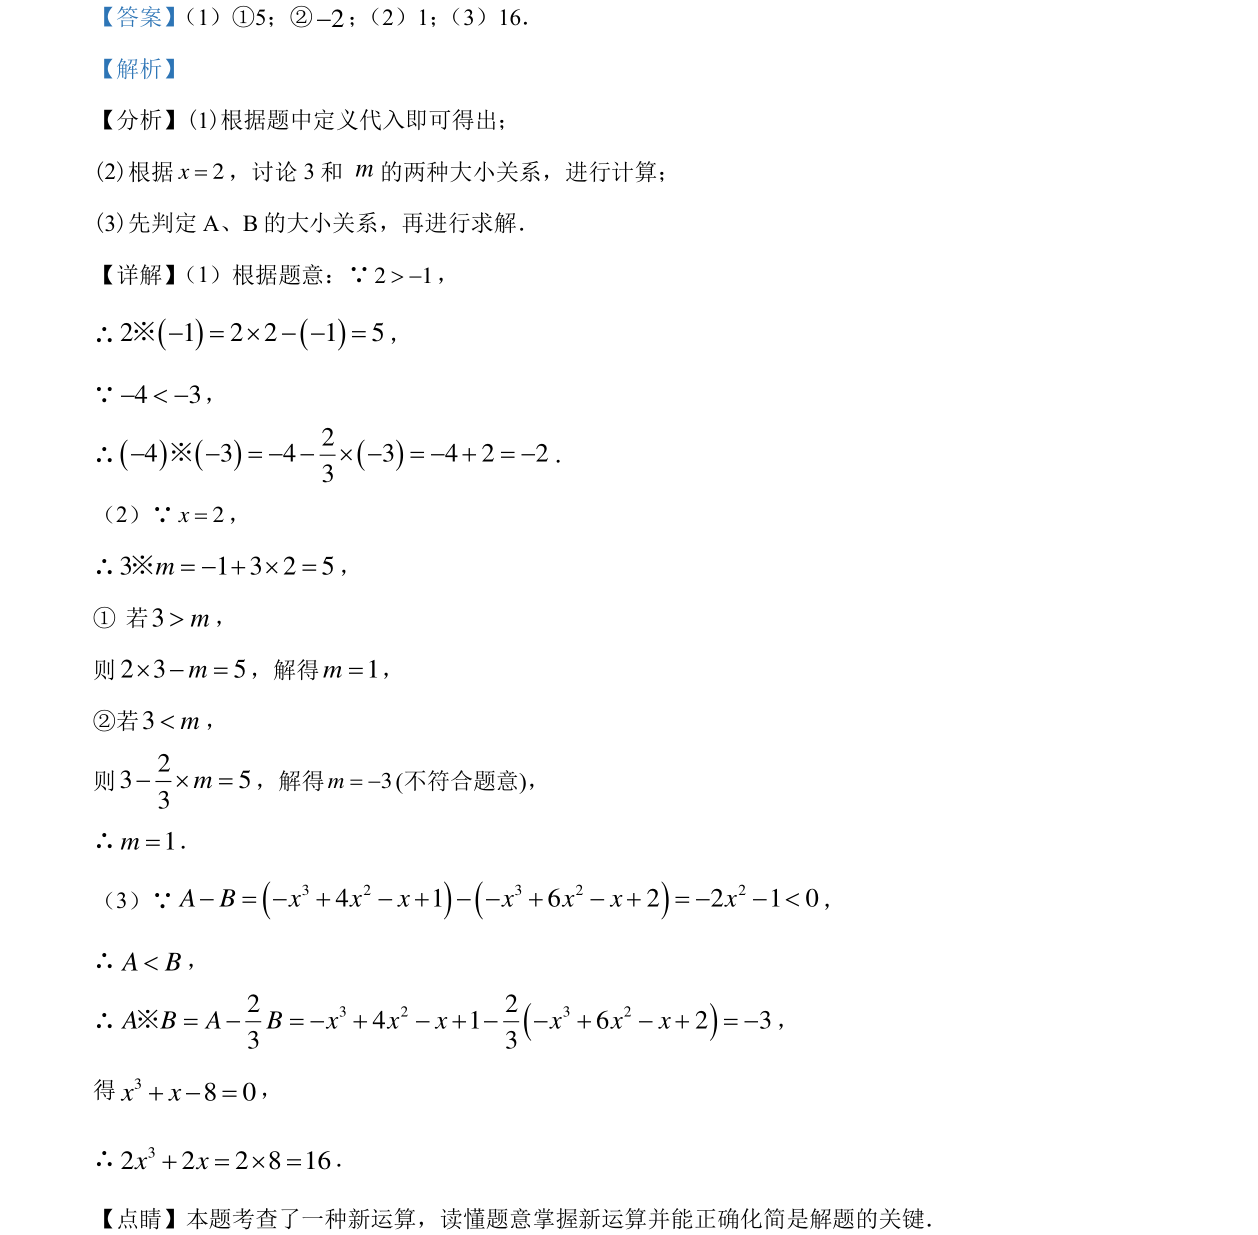 【答案】（1）①5；②−2；（2）1；（3）16．
【解析】
【分析】(1)根据题中定义代入即可得出；
(2)根据 x = 2，讨论 3 和 m 的两种大小关系，进行计算；
(3)先判定 A、B 的大小关系，再进行求解．
【详解】（1）根据题意：∵ 2 > −1，
∴ 2※(−1) = 2×2−(−1) = 5，
∵ −4 < −3，
∴ (−4)※(−3) = −4 − 2/3 ×(−3) = −4 + 2 = −2．
（2）∵ x = 2，
∴ 3※m = −1+3×2 = 5，
① 若 3 > m，
则 2×3−m = 5，解得 m = 1，
②若 3 < m，
则 3 − 2/3 × m = 5，解得 m = −3(不符合题意)，
∴ m = 1．
（3）∵ A − B = (−x³ + 4x² − x + 1) − (−x³ + 6x² − x + 2) = −2x² − 1 < 0，
∴ A < B，
∴ A※B = A − 2/3 B = −x³ + 4x² − x + 1 − 2/3 (−x³ + 6x² − x + 2) = −3，
得 x³ + x − 8 = 0，
∴ 2x³ + 2x = 2×8 = 16．
【点睛】本题考查了一种新运算，读懂题意掌握新运算并能正确化简是解题的关键．